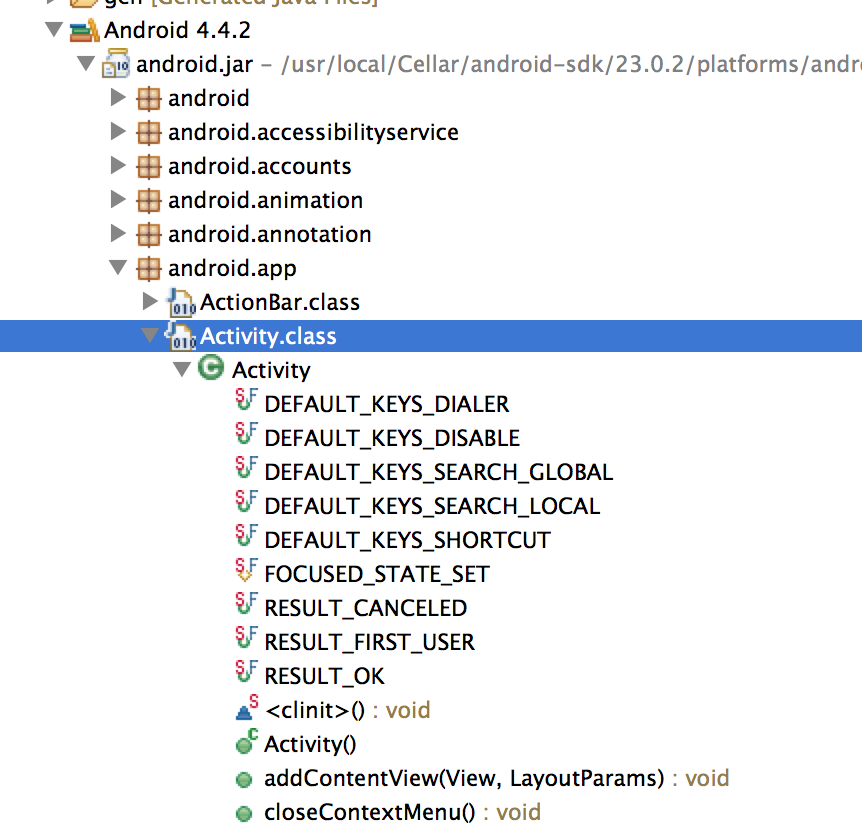 gen [Generated Java Files]
Android 4.4.2
android.jar – /usr/local/Cellar/android-sdk/23.0.2/platforms/andro
android
android.accessibilityservice
android.accounts
android.animation
android.annotation
android.app
ActionBar.class
Activity.class
Activity
DEFAULT_KEYS_DIALER
DEFAULT_KEYS_DISABLE
DEFAULT_KEYS_SEARCH_GLOBAL
DEFAULT_KEYS_SEARCH_LOCAL
DEFAULT_KEYS_SHORTCUT
FOCUSED_STATE_SET
RESULT_CANCELED
RESULT_FIRST_USER
RESULT_OK
<clinit>() : void
Activity()
addContentView(View, LayoutParams) : void
closeContextMenu() : void